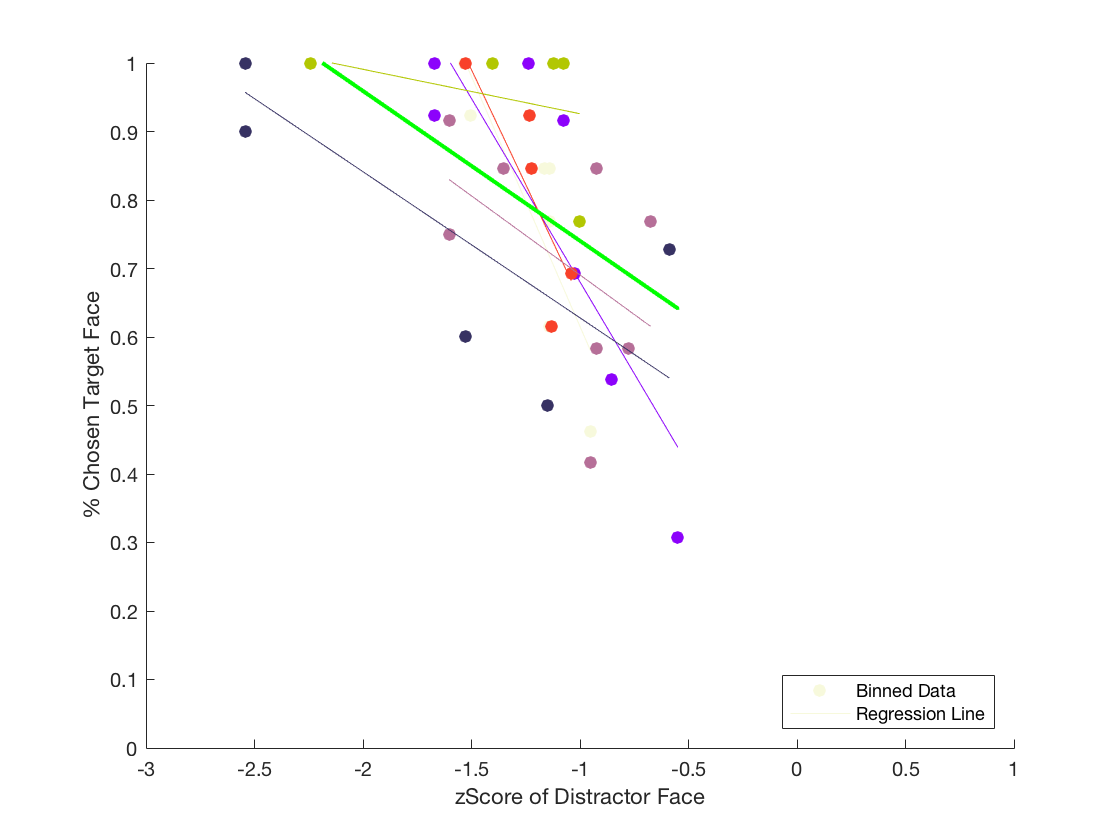 1
0.9
0.8
0.7
0.6
0.5
0.4
0.3
0.2
0.1
0
% Chosen Target Face
Binned Data
Regression Line
-3 -2.5 -2 -1.5 -1 -0.5 0 0.5 1
zScore of Distractor Face